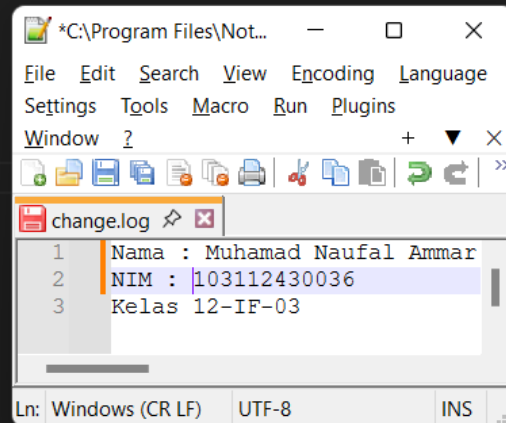 *C:\Program Files\Not...
File Edit Search View Encoding Language
Settings Tools Macro Run Plugins
Window ? +
change.log
1 Nama : Muhamad Naufal Ammar
2 NIM : 103112430036
3 Kelas 12-IF-03
Ln: Windows (CR LF) UTF-8 INS